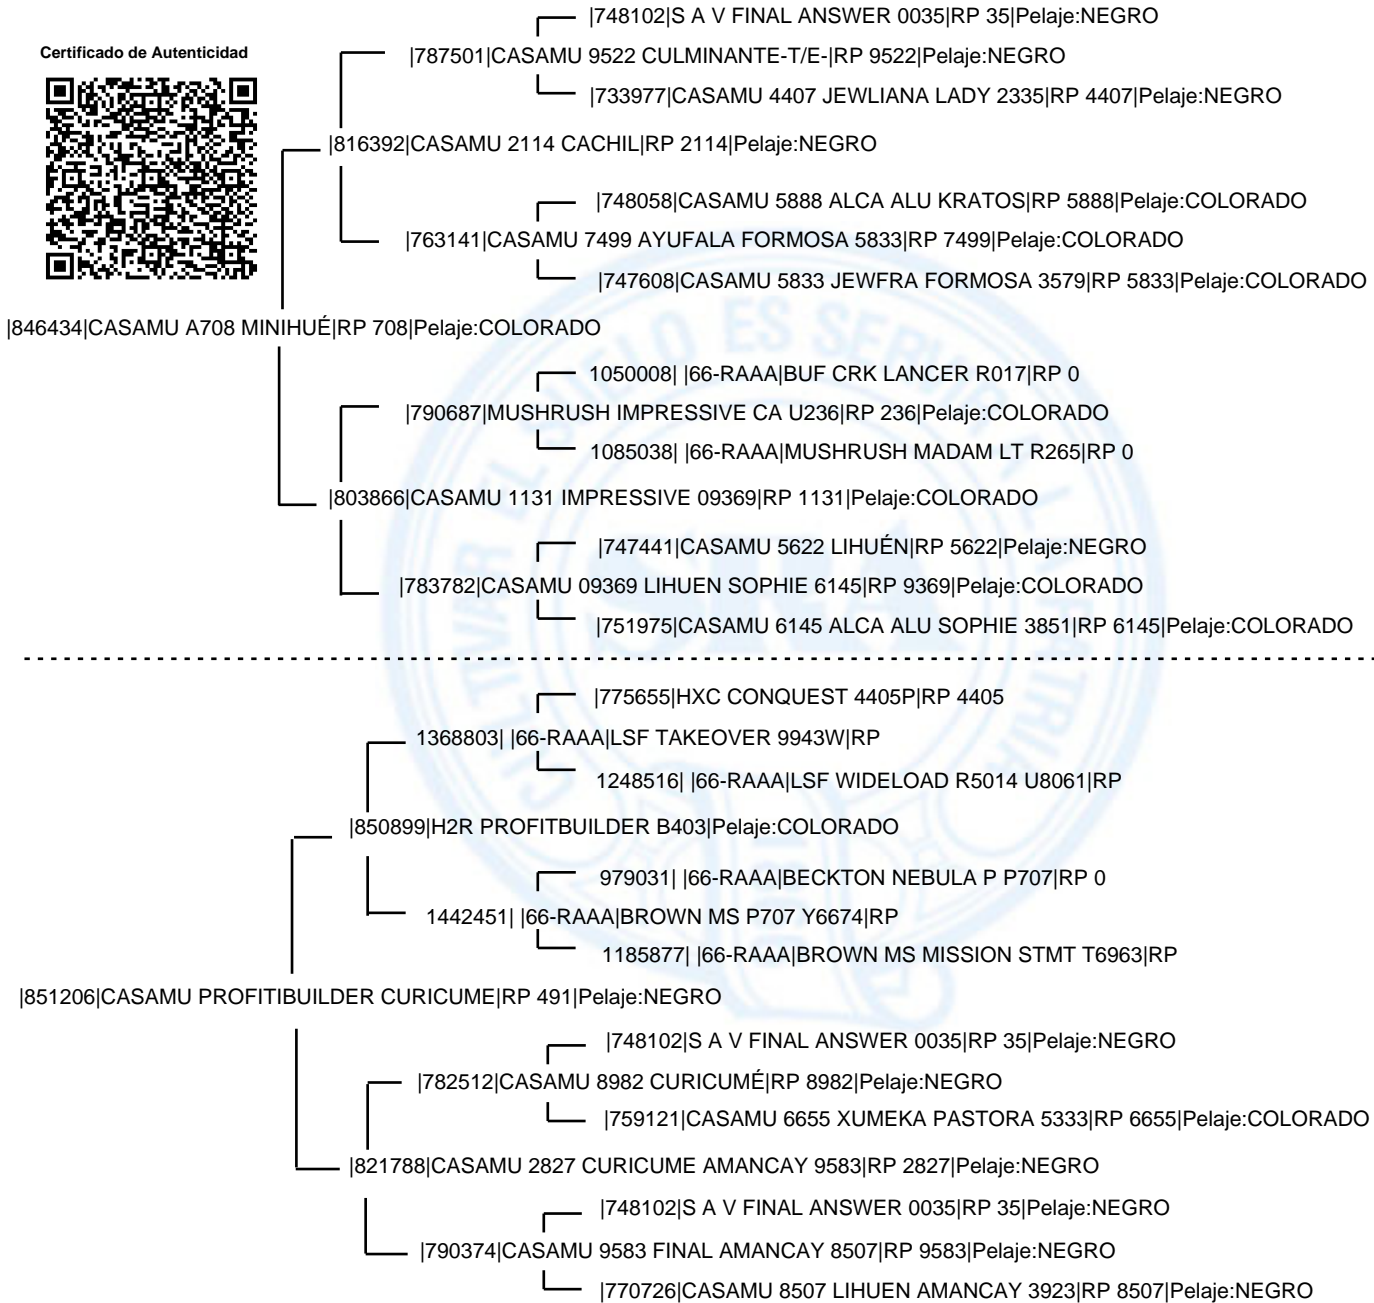 |748102|S A V FINAL ANSWER 0035|RP 35|Pelaje:NEGRO
Certificado de Autenticidad
|787501|CASAMU 9522 CULMINANTE-T/E-|RP 9522|Pelaje:NEGRO
|733977|CASAMU 4407 JEWLIANA LADY 2335|RP 4407|Pelaje:NEGRO
|816392|CASAMU 2114 CACHIL|RP 2114|Pelaje:NEGRO
|748058|CASAMU 5888 ALCA ALU KRATOS|RP 5888|Pelaje:COLORADO
|763141|CASAMU 7499 AYUFALA FORMOSA 5833|RP 7499|Pelaje:COLORADO
|747608|CASAMU 5833 JEWFRA FORMOSA 3579|RP 5833|Pelaje:COLORADO
|846434|CASAMU A708 MINIHUÉ|RP 708|Pelaje:COLORADO
1050008| |66-RAAA|BUF CRK LANCER R017|RP 0
|790687|MUSHRUSH IMPRESSIVE CA U236|RP 236|Pelaje:COLORADO
1085038| |66-RAAA|MUSHRUSH MADAM LT R265|RP 0
|803866|CASAMU 1131 IMPRESSIVE 09369|RP 1131|Pelaje:COLORADO
|747441|CASAMU 5622 LIHUÉN|RP 5622|Pelaje:NEGRO
|783782|CASAMU 09369 LIHUEN SOPHIE 6145|RP 9369|Pelaje:COLORADO
|751975|CASAMU 6145 ALCA ALU SOPHIE 3851|RP 6145|Pelaje:COLORADO
|775655|HXC CONQUEST 4405P|RP 4405
1368803| |66-RAAA|LSF TAKEOVER 9943W|RP
1248516| |66-RAAA|LSF WIDELOAD R5014 U8061|RP
|850899|H2R PROFITBUILDER B403|Pelaje:COLORADO
979031| |66-RAAA|BECKTON NEBULA P P707|RP 0
1442451| |66-RAAA|BROWN MS P707 Y6674|RP
1185877| |66-RAAA|BROWN MS MISSION STMT T6963|RP
|851206|CASAMU PROFITIBUILDER CURICUME|RP 491|Pelaje:NEGRO
|748102|S A V FINAL ANSWER 0035|RP 35|Pelaje:NEGRO
|782512|CASAMU 8982 CURICUMÉ|RP 8982|Pelaje:NEGRO
|759121|CASAMU 6655 XUMEKA PASTORA 5333|RP 6655|Pelaje:COLORADO
|821788|CASAMU 2827 CURICUME AMANCAY 9583|RP 2827|Pelaje:NEGRO
|748102|S A V FINAL ANSWER 0035|RP 35|Pelaje:NEGRO
|790374|CASAMU 9583 FINAL AMANCAY 8507|RP 9583|Pelaje:NEGRO
|770726|CASAMU 8507 LIHUEN AMANCAY 3923|RP 8507|Pelaje:NEGRO
CULTIVAR EL SUELO ES SERVIR A LA PATRIA
SRA
1866